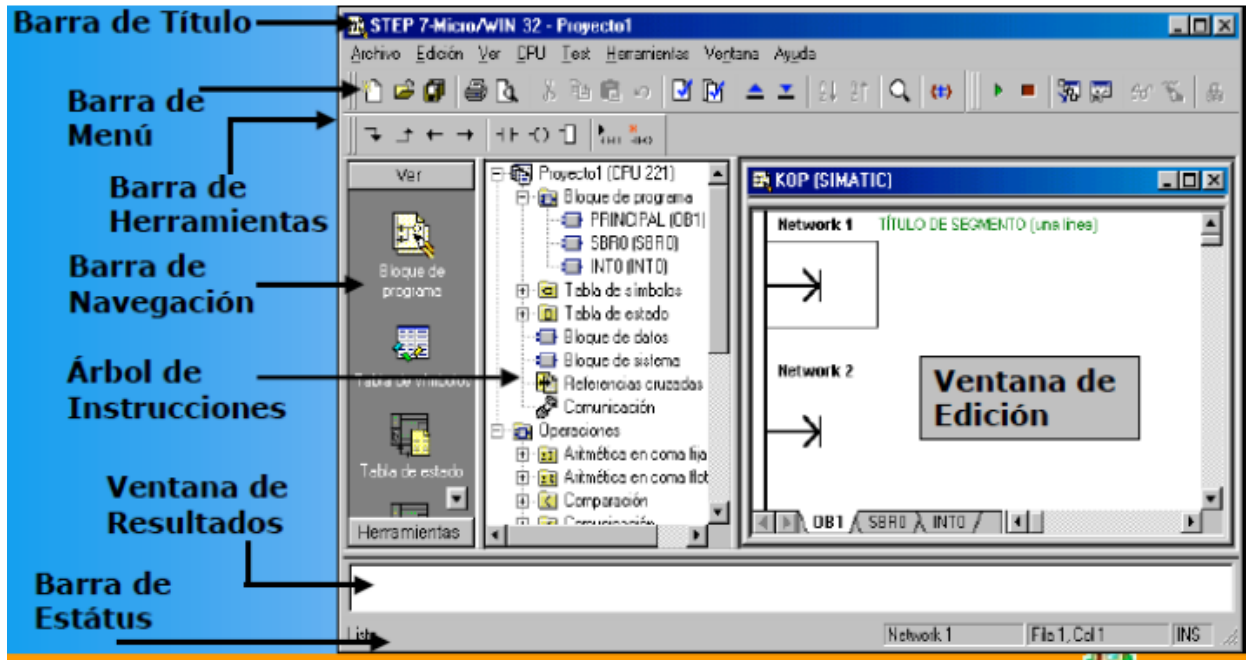 Barra de Título
Barra de
Menú
Barra de
Herramientas
Barra de
Navegación
Árbol de
Instrucciones
Ventana de
Resultados
Barra de
Estátus
STEP 7-Micro/WIN 32 - Proyecto1
Archivo Edición Ver CPU Test Herramientas Ventana Ayuda
Ver
Bloque de
programa
Tabla de símbolos
Tabla de estado
Herramientas
Proyecto1 (CPU 221)
Bloque de programa
PRINCIPAL (OB1)
SBR0 (SBR0)
INT0 (INT0)
Tabla de símbolos
Tabla de estado
Bloque de datos
Bloque de sistema
Referencias cruzadas
Comunicación
Operaciones
Aritmética en coma fija
Aritmética en coma flot
Comparación
Comunicación
KOP (SIMATIC)
Network 1 TÍTULO DE SEGMENTO (una línea)
Network 2
Ventana de
Edición
OB1 SBR0 INT0
Network 1 Fila 1, Col 1 INS